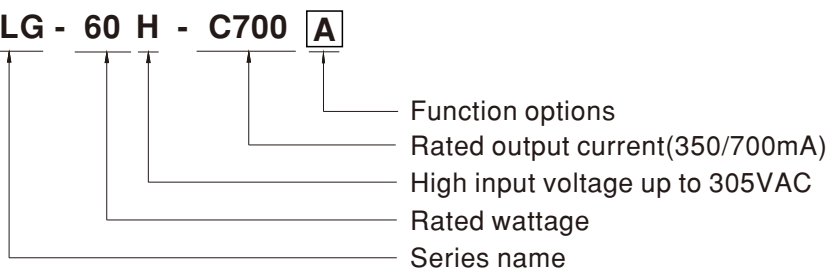 LG - 60 H - C700 A
Function options
Rated output current(350/700mA)
High input voltage up to 305VAC
Rated wattage
Series name